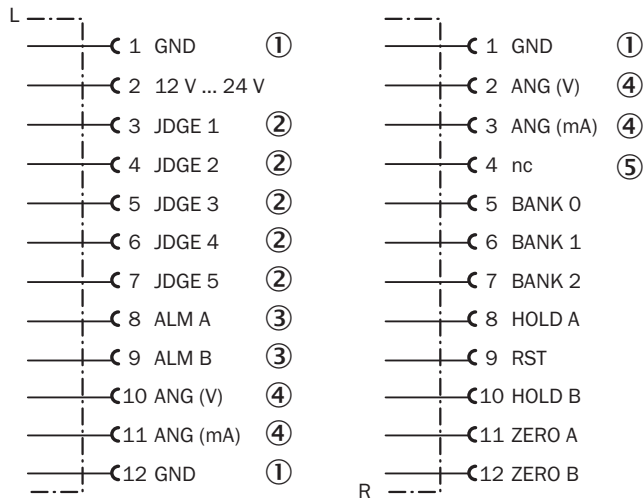 L
1 GND ①
2 12 V ... 24 V
3 JDGE 1 ②
4 JDGE 2 ②
5 JDGE 3 ②
6 JDGE 4 ②
7 JDGE 5 ②
8 ALM A ③
9 ALM B ③
10 ANG (V) ④
11 ANG (mA) ④
12 GND ①
1 GND ①
2 ANG (V) ④
3 ANG (mA) ④
4 nc ⑤
5 BANK 0
6 BANK 1
7 BANK 2
8 HOLD A
9 RST
10 HOLD B
11 ZERO A
12 ZERO B
R